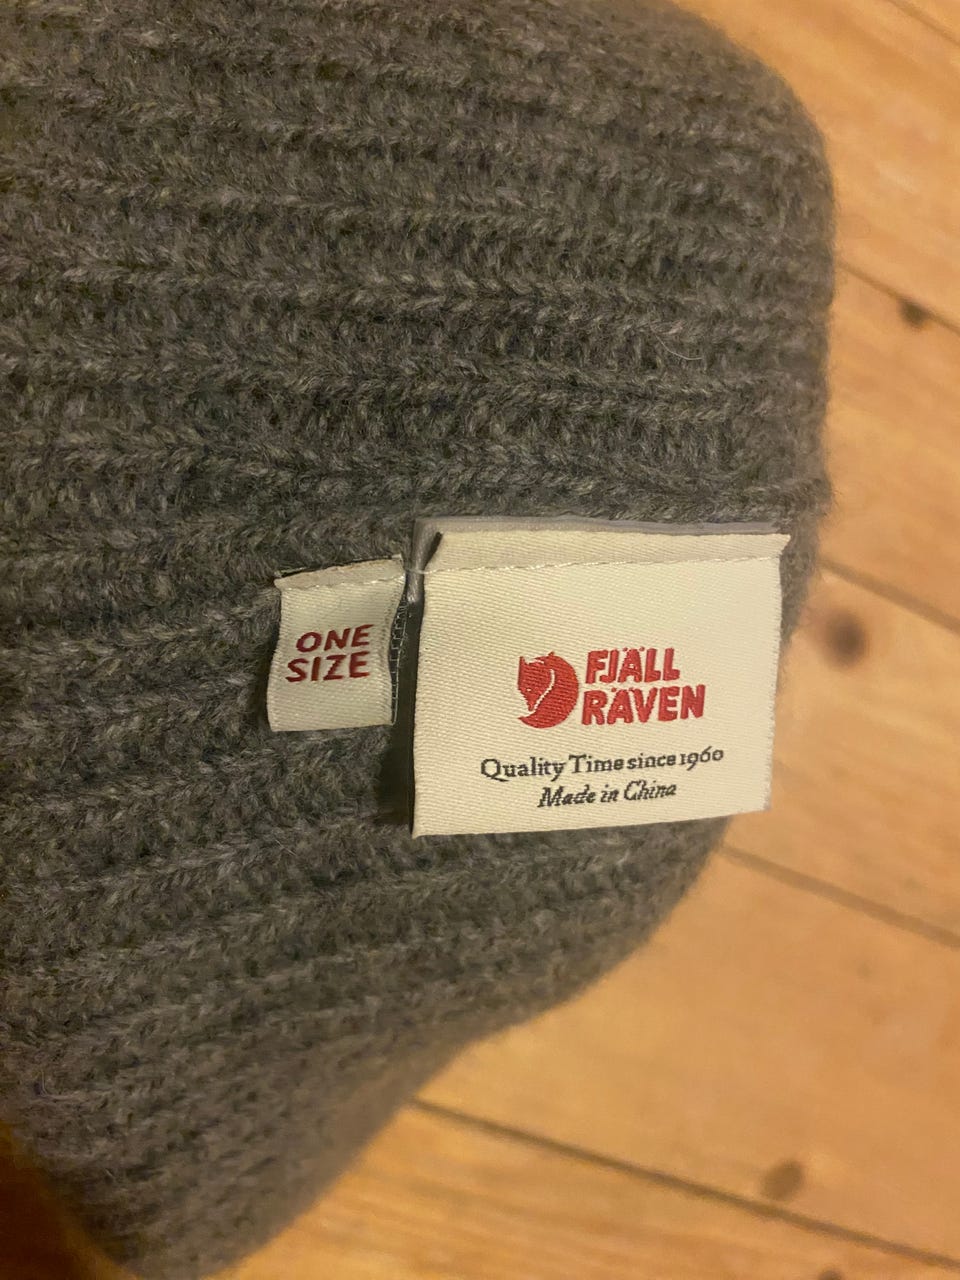 ONE
SIZE
FJÄLL
RÄVEN
Quality Time since 1960
Made in China